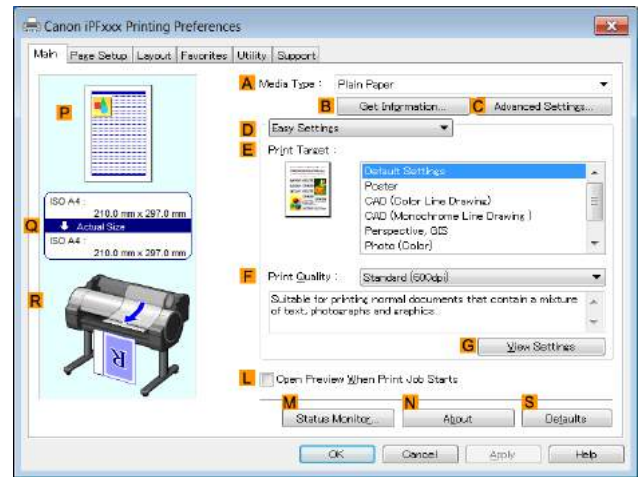 Canon iPFxxx Printing Preferences
Main Page Setup Layout Favorites Utility Support
A Media Type : Plain Paper
B Get Information... C Advanced Settings...
D Easy Settings
E Print Target :
Default Settings
Poster
CAD (Color Line Drawing)
CAD (Monochrome Line Drawing )
Perspective, GIS
Photo (Color)
P
ISO A4 :
210.0 mm x 297.0 mm
Q Actual Size
ISO A4 :
210.0 mm x 297.0 mm
R
R
F Print Quality : Standard (600dpi)
Suitable for printing normal documents that contain a mixture
of text, photographs and graphics.
G View Settings
L Open Preview When Print Job Starts
M N S
Status Monitor... About Defaults
OK Cancel Apply Help